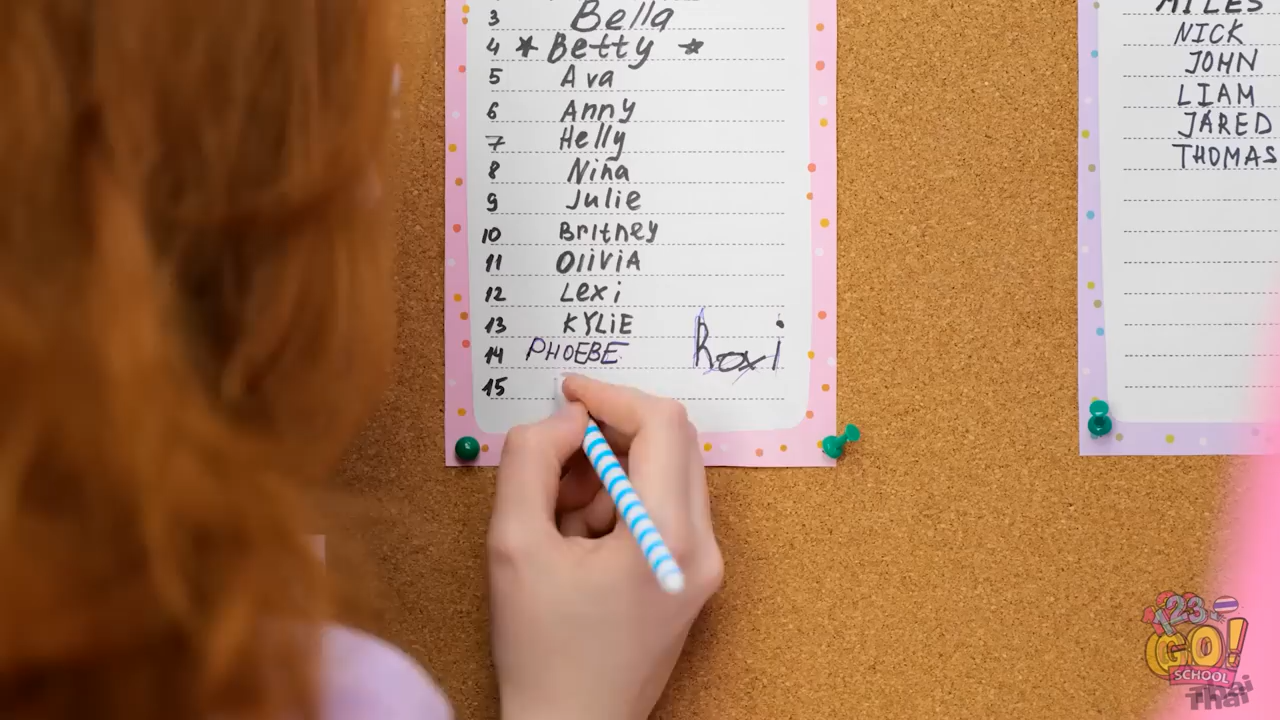 3 Bella
4 * Betty *
5 Ava
6 Anny
7 Helly
8 Nina
9 Julie
10 Britney
11 OLIVIA
12 Lexi
13 KYLIE
14 PHOEBE
Roxi
15
MILES
NICK
JOHN
LIAM
JARED
THOMAS
123
GO!
SCHOOL
Thai